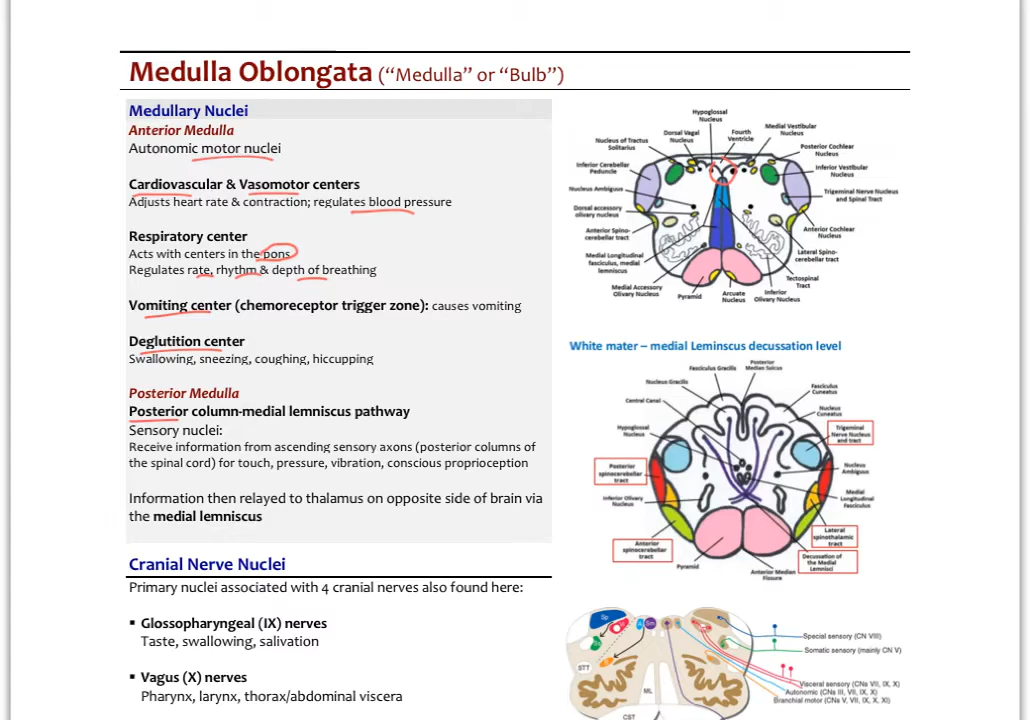 Medulla Oblongata (“Medulla” or “Bulb”)
Medullary Nuclei
Anterior Medulla
Autonomic motor nuclei
Cardiovascular & Vasomotor centers
Adjusts heart rate & contraction; regulates blood pressure
Respiratory center
Acts with centers in the pons
Regulates rate, rhythm & depth of breathing
Vomiting center (chemoreceptor trigger zone): causes vomiting
Deglutition center
Swallowing, sneezing, coughing, hiccupping
Posterior Medulla
Posterior column-medial lemniscus pathway
Sensory nuclei:
Receive information from ascending sensory axons (posterior columns of
the spinal cord) for touch, pressure, vibration, conscious proprioception
Information then relayed to thalamus on opposite side of brain via
the medial lemniscus
Cranial Nerve Nuclei
Primary nuclei associated with 4 cranial nerves also found here:
▪ Glossopharyngeal (IX) nerves
Taste, swallowing, salivation
▪ Vagus (X) nerves
Pharynx, larynx, thorax/abdominal viscera
Hypoglossal
Nucleus
Dorsal Vagal
Nucleus
Fourth
Ventricle
Medial Vestibular
Nucleus
Nucleus of Tractus
Solitarius
Posterior Cochlear
Nucleus
Inferior Cerebellar
Peduncle
Inferior Vestibular
Nucleus
Nucleus Ambiguus
Trigeminal Nerve Nucleus
and Spinal Tract
Dorsal accessory
olivary nucleus
Anterior Spino-
cerebellar tract
Anterior Cochlear
Nucleus
Medial Longitudinal
fasciculus, medial
lemniscus
Lateral Spino-
cerebellar tract
Tectospinal
Tract
Medial Accessory
Olivary Nucleus
Pyramid
Arcuate
Nucleus
Inferior
Olivary Nucleus
White mater – medial Leminscus decussation level
Posterior
Median Sulcus
Fasciculus Gracilis
Nucleus Gracilis
Fasciculus
Cuneatus
Central Canal
Nucleus
Cuneatus
Hypoglossal
Nucleus
Trigeminal
Nerve Nucleus
and tract
Posterior
spinocerebellar
tract
Nucleus
Ambiguus
Inferior Olivary
Nucleus
Medial
Longitudinal
Fasciculus
Lateral
spinothalamic
tract
Anterior
spinocerebellar
tract
Decussation of
the Medial
Lemnisci
Pyramid
Anterior Median
Fissure
Sp
Sm
STT
ML
CST
Special sensory (CN VIII)
Somatic sensory (mainly CN V)
Visceral sensory (CNs VII, IX, X)
Autonomic (CNs III, VII, IX, X)
Branchial motor (CNs V, VII, IX, X, XI)